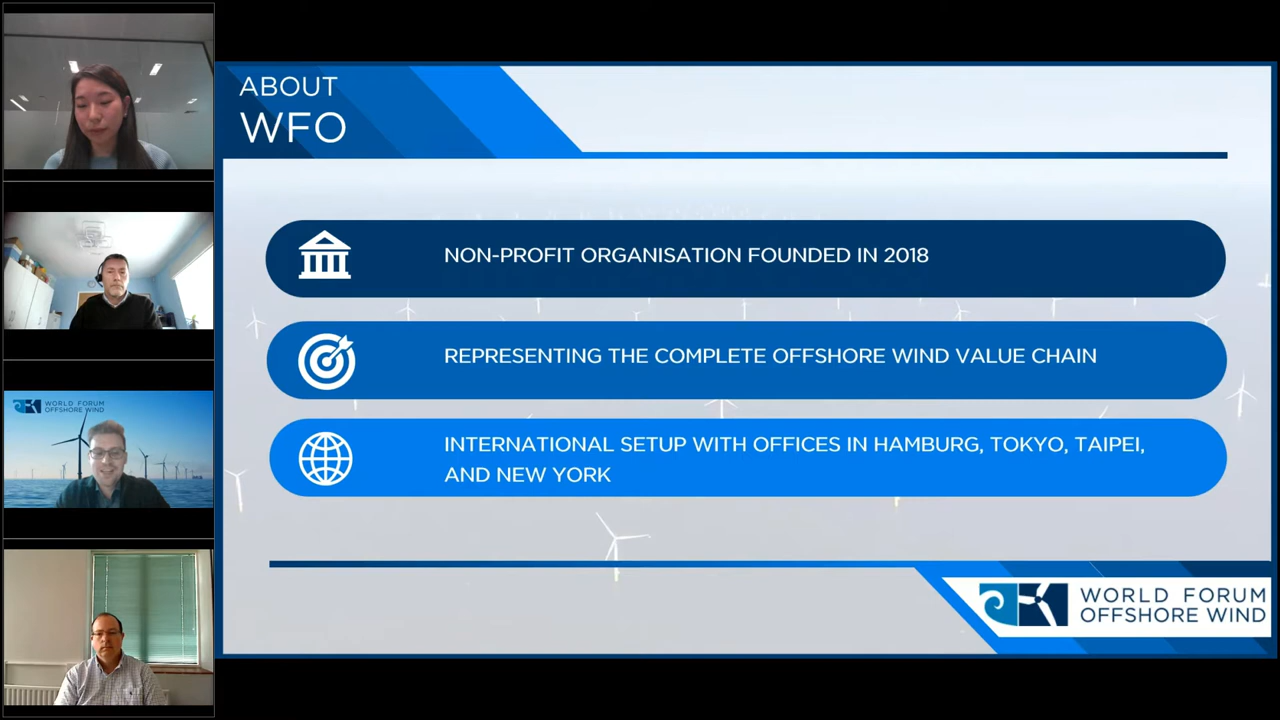 ABOUT
WFO
NON-PROFIT ORGANISATION FOUNDED IN 2018
REPRESENTING THE COMPLETE OFFSHORE WIND VALUE CHAIN
INTERNATIONAL SETUP WITH OFFICES IN HAMBURG, TOKYO, TAIPEI,
AND NEW YORK
WORLD FORUM
OFFSHORE WIND
WORLD FORUM
OFFSHORE WIND